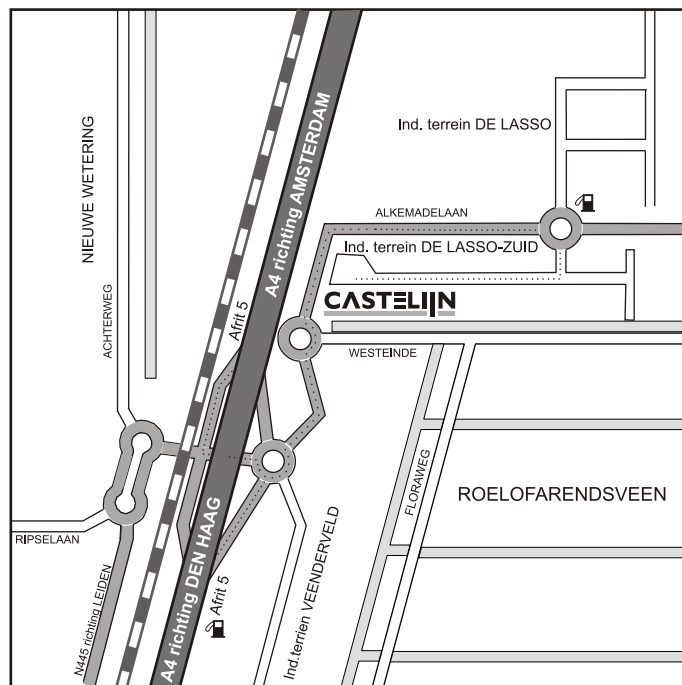 NIEUWE WETERING
ACHTERWEG
A4 richting AMSTERDAM
Afrit 5
Ind. terrein DE LASSO
ALKEMADELAAN
Ind. terrein DE LASSO-ZUID
CASTELIJN
WESTEINDE
FLORAWEG
ROELOFARENDSVEEN
RIPSELAAN
N445 richting LEIDEN
A4 richting DEN HAAG
Afrit 5
Ind.terrien VEENDERVELD